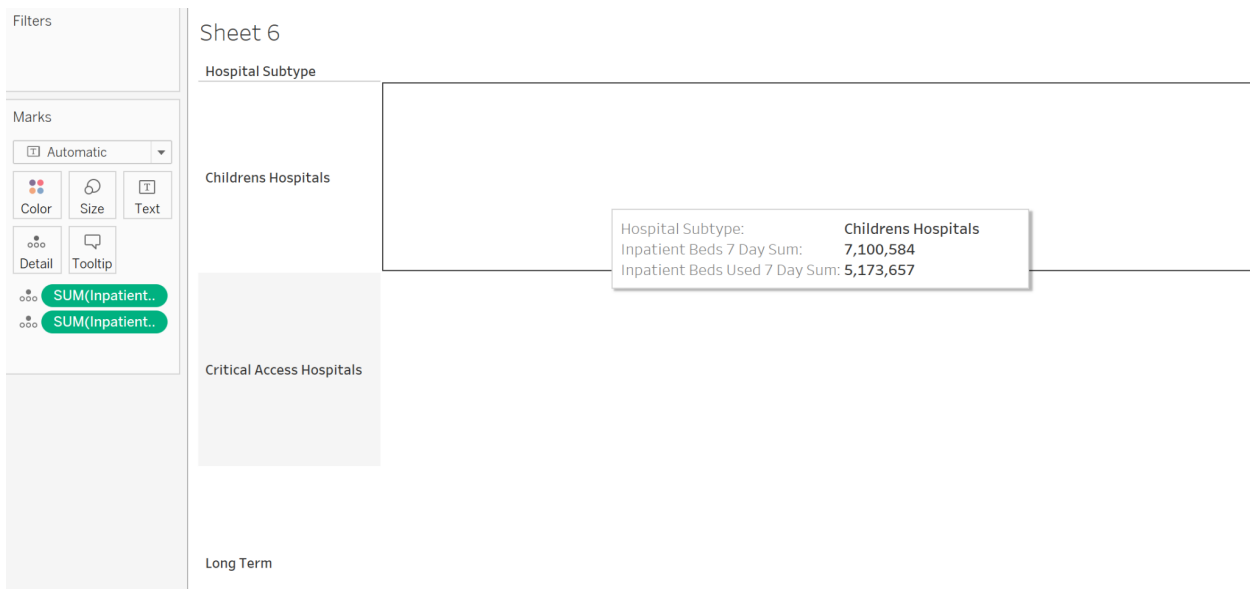 Filters
Marks
Automatic
Color Size Text
Detail Tooltip
SUM(Inpatient..
SUM(Inpatient..
Sheet 6
Hospital Subtype
Childrens Hospitals
Hospital Subtype: Childrens Hospitals
Inpatient Beds 7 Day Sum: 7,100,584
Inpatient Beds Used 7 Day Sum: 5,173,657
Critical Access Hospitals
Long Term